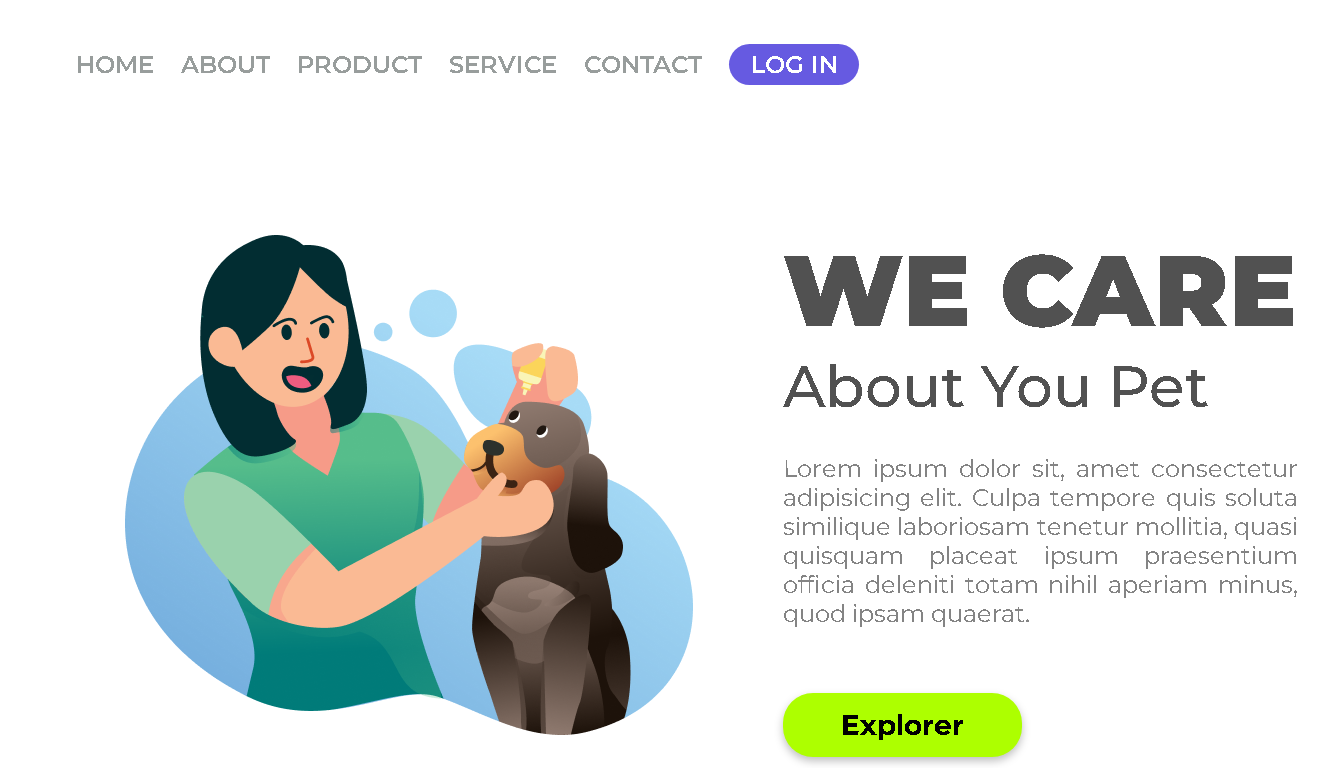 HOME ABOUT PRODUCT SERVICE CONTACT LOG IN
WE CARE
About You Pet
Lorem ipsum dolor sit, amet consectetur
adipisicing elit. Culpa tempore quis soluta
similique laboriosam tenetur mollitia, quasi
quisquam placeat ipsum praesentium
officia deleniti totam nihil aperiam minus,
quod ipsam quaerat.
Explorer